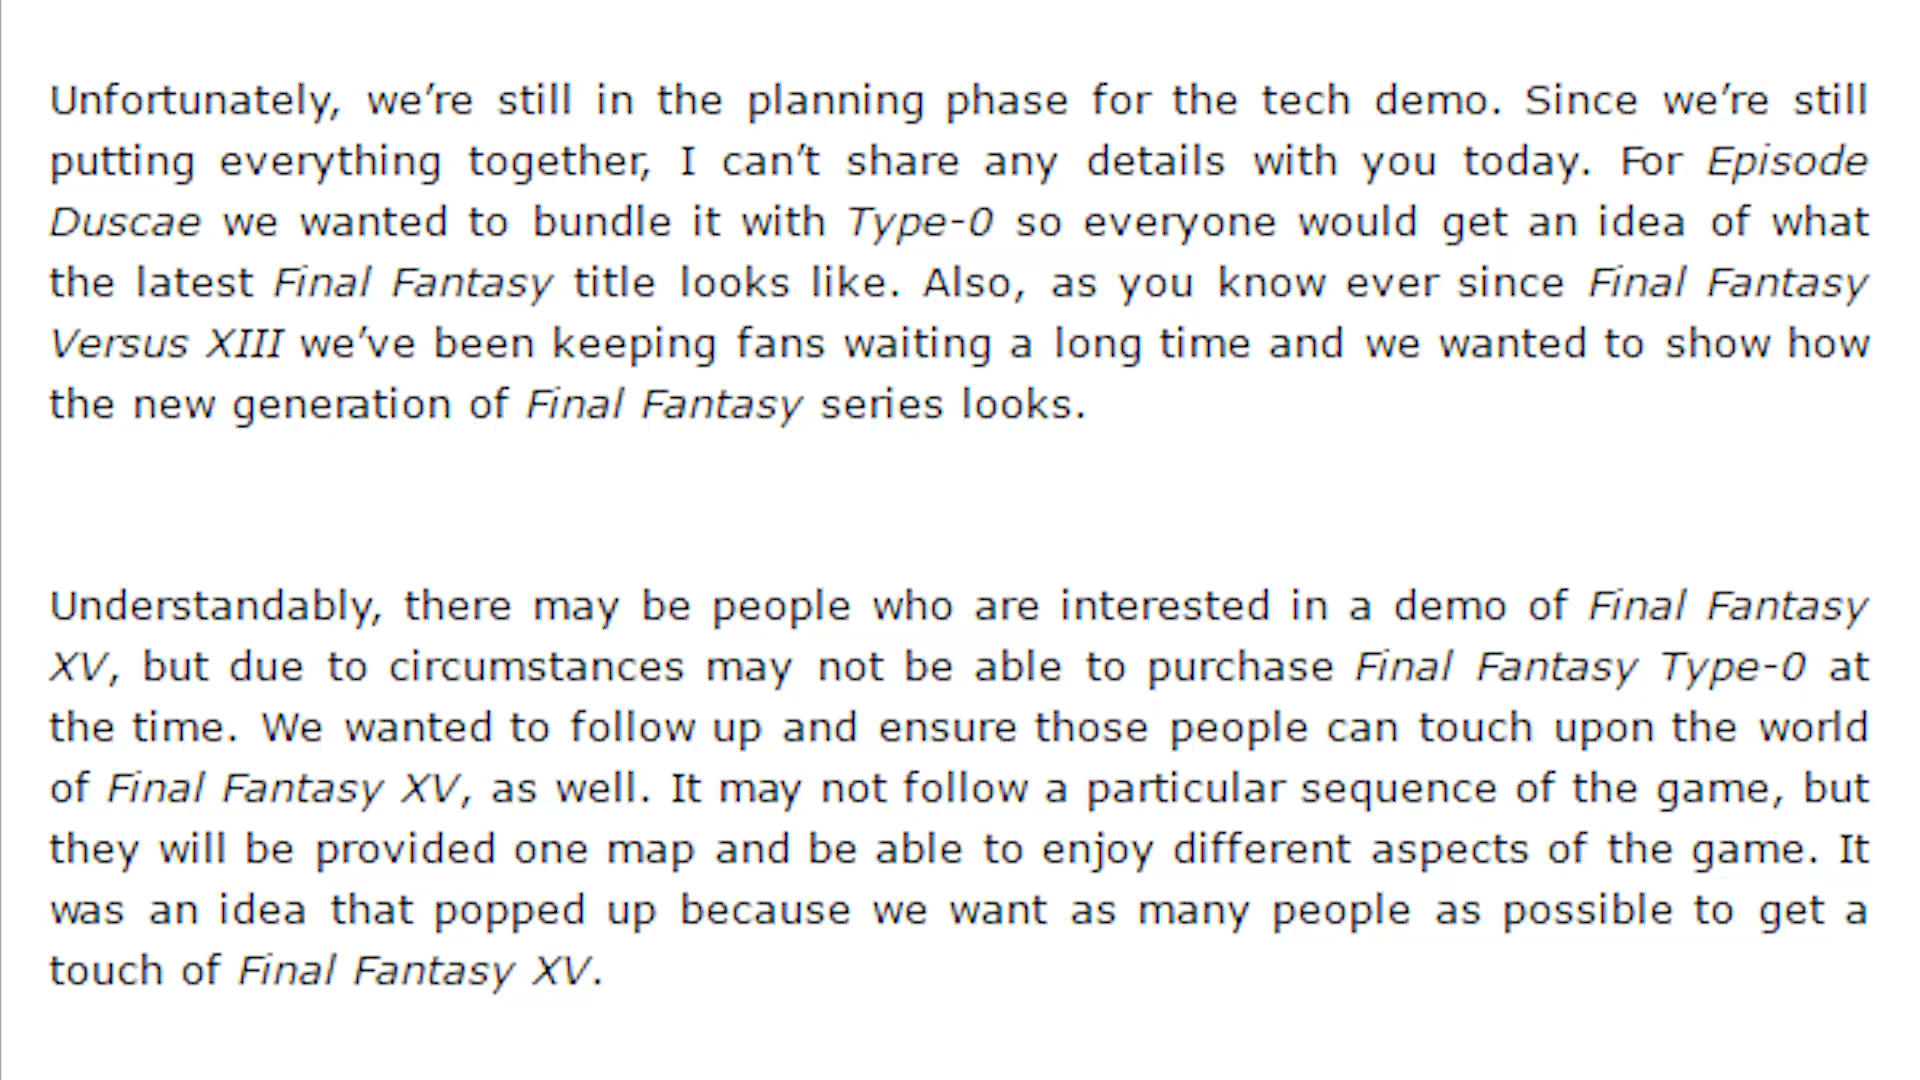 Unfortunately, we’re still in the planning phase for the tech demo. Since we’re still
putting everything together, I can’t share any details with you today. For Episode
Duscae we wanted to bundle it with Type-0 so everyone would get an idea of what
the latest Final Fantasy title looks like. Also, as you know ever since Final Fantasy
Versus XIII we’ve been keeping fans waiting a long time and we wanted to show how
the new generation of Final Fantasy series looks.
Understandably, there may be people who are interested in a demo of Final Fantasy
XV, but due to circumstances may not be able to purchase Final Fantasy Type-0 at
the time. We wanted to follow up and ensure those people can touch upon the world
of Final Fantasy XV, as well. It may not follow a particular sequence of the game, but
they will be provided one map and be able to enjoy different aspects of the game. It
was an idea that popped up because we want as many people as possible to get a
touch of Final Fantasy XV.